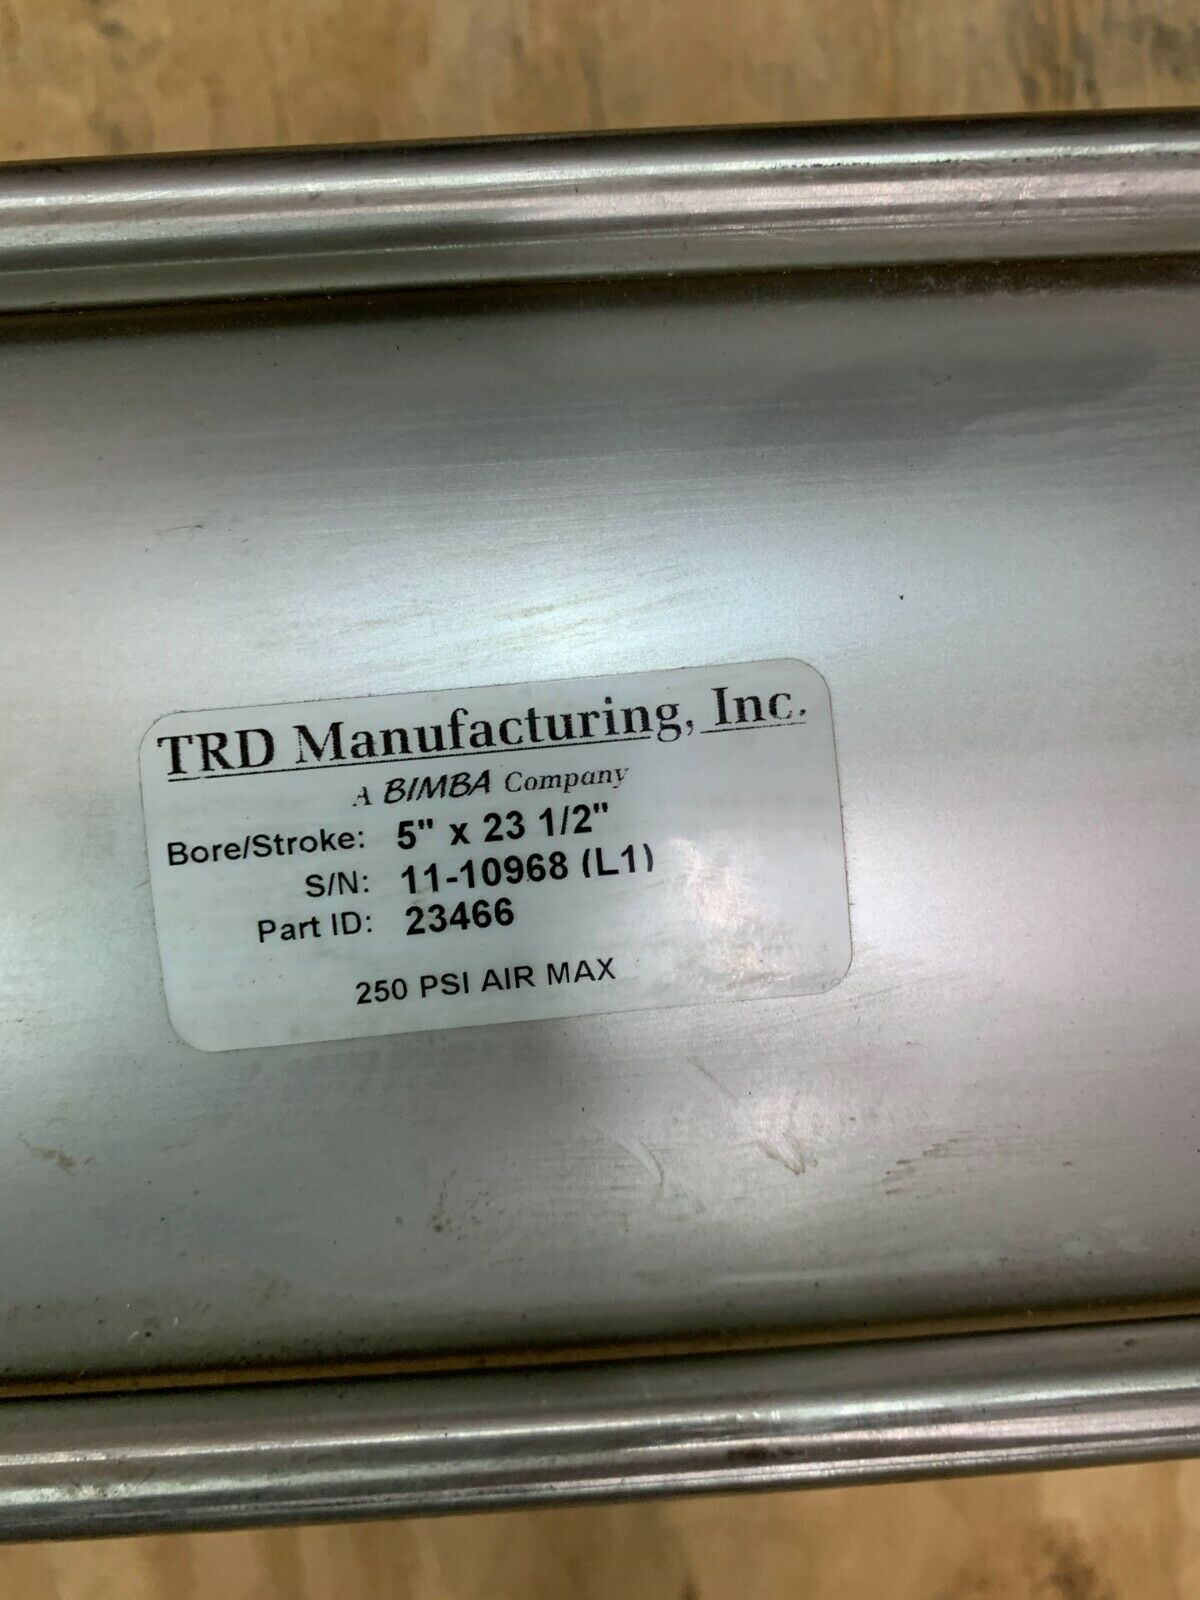 TRD Manufacturing, Inc.
A BIMBA Company
Bore/Stroke: 5" x 23 1/2"
S/N: 11-10968 (L1)
Part ID: 23466
250 PSI AIR MAX